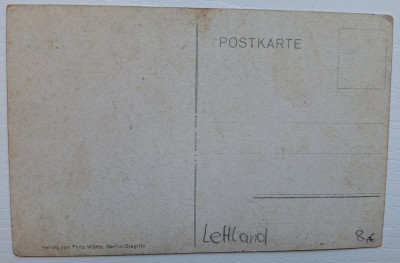 POSTKARTE
Lettland
8 €
Verlag von Fritz Würtz, Berlin-Steglitz